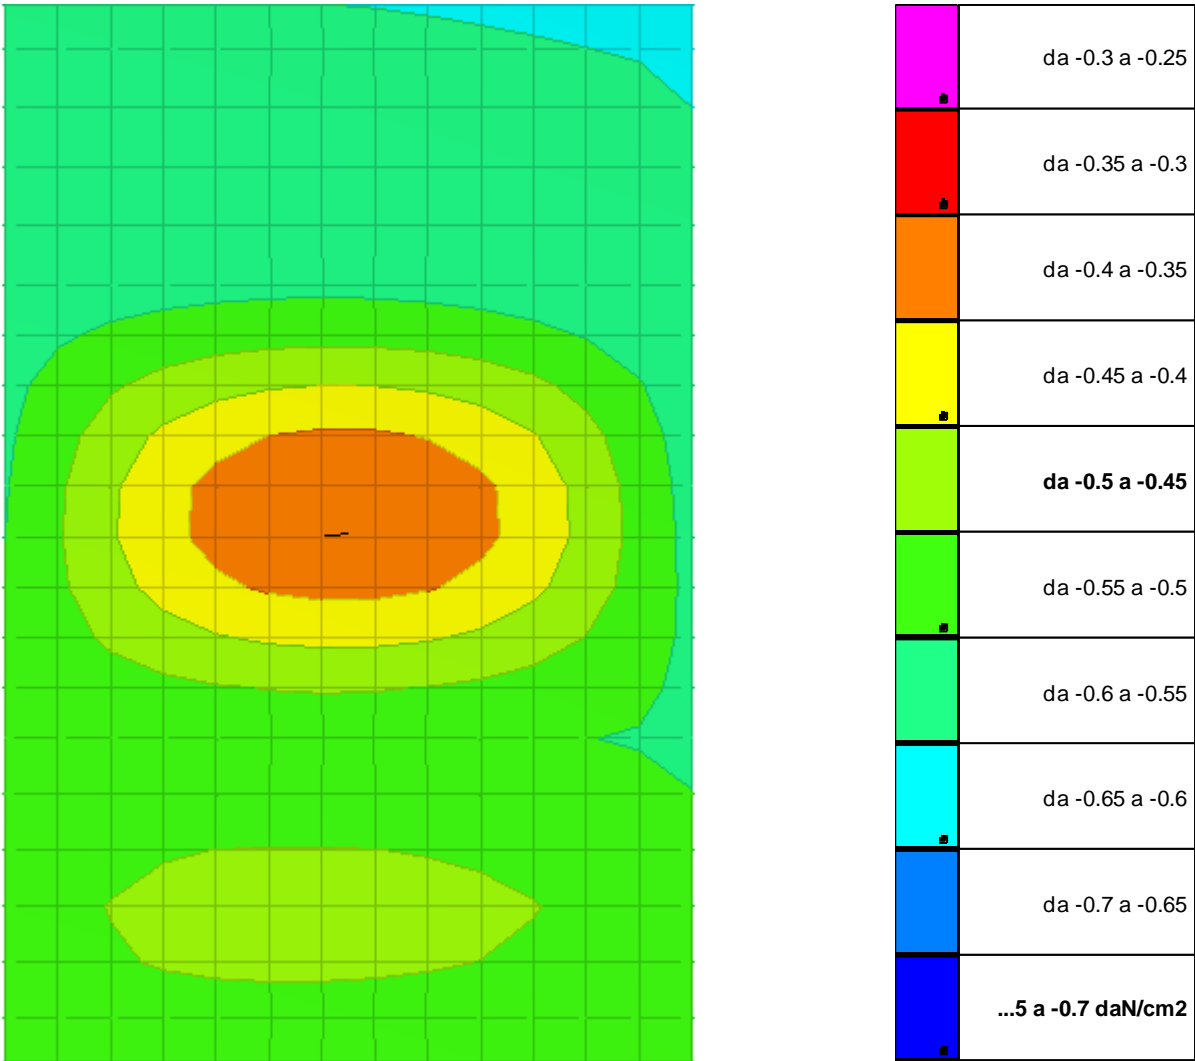 da -0.3 a -0.25
da -0.35 a -0.3
da -0.4 a -0.35
da -0.45 a -0.4
da -0.5 a -0.45
da -0.55 a -0.5
da -0.6 a -0.55
da -0.65 a -0.6
da -0.7 a -0.65
...5 a -0.7 daN/cm2